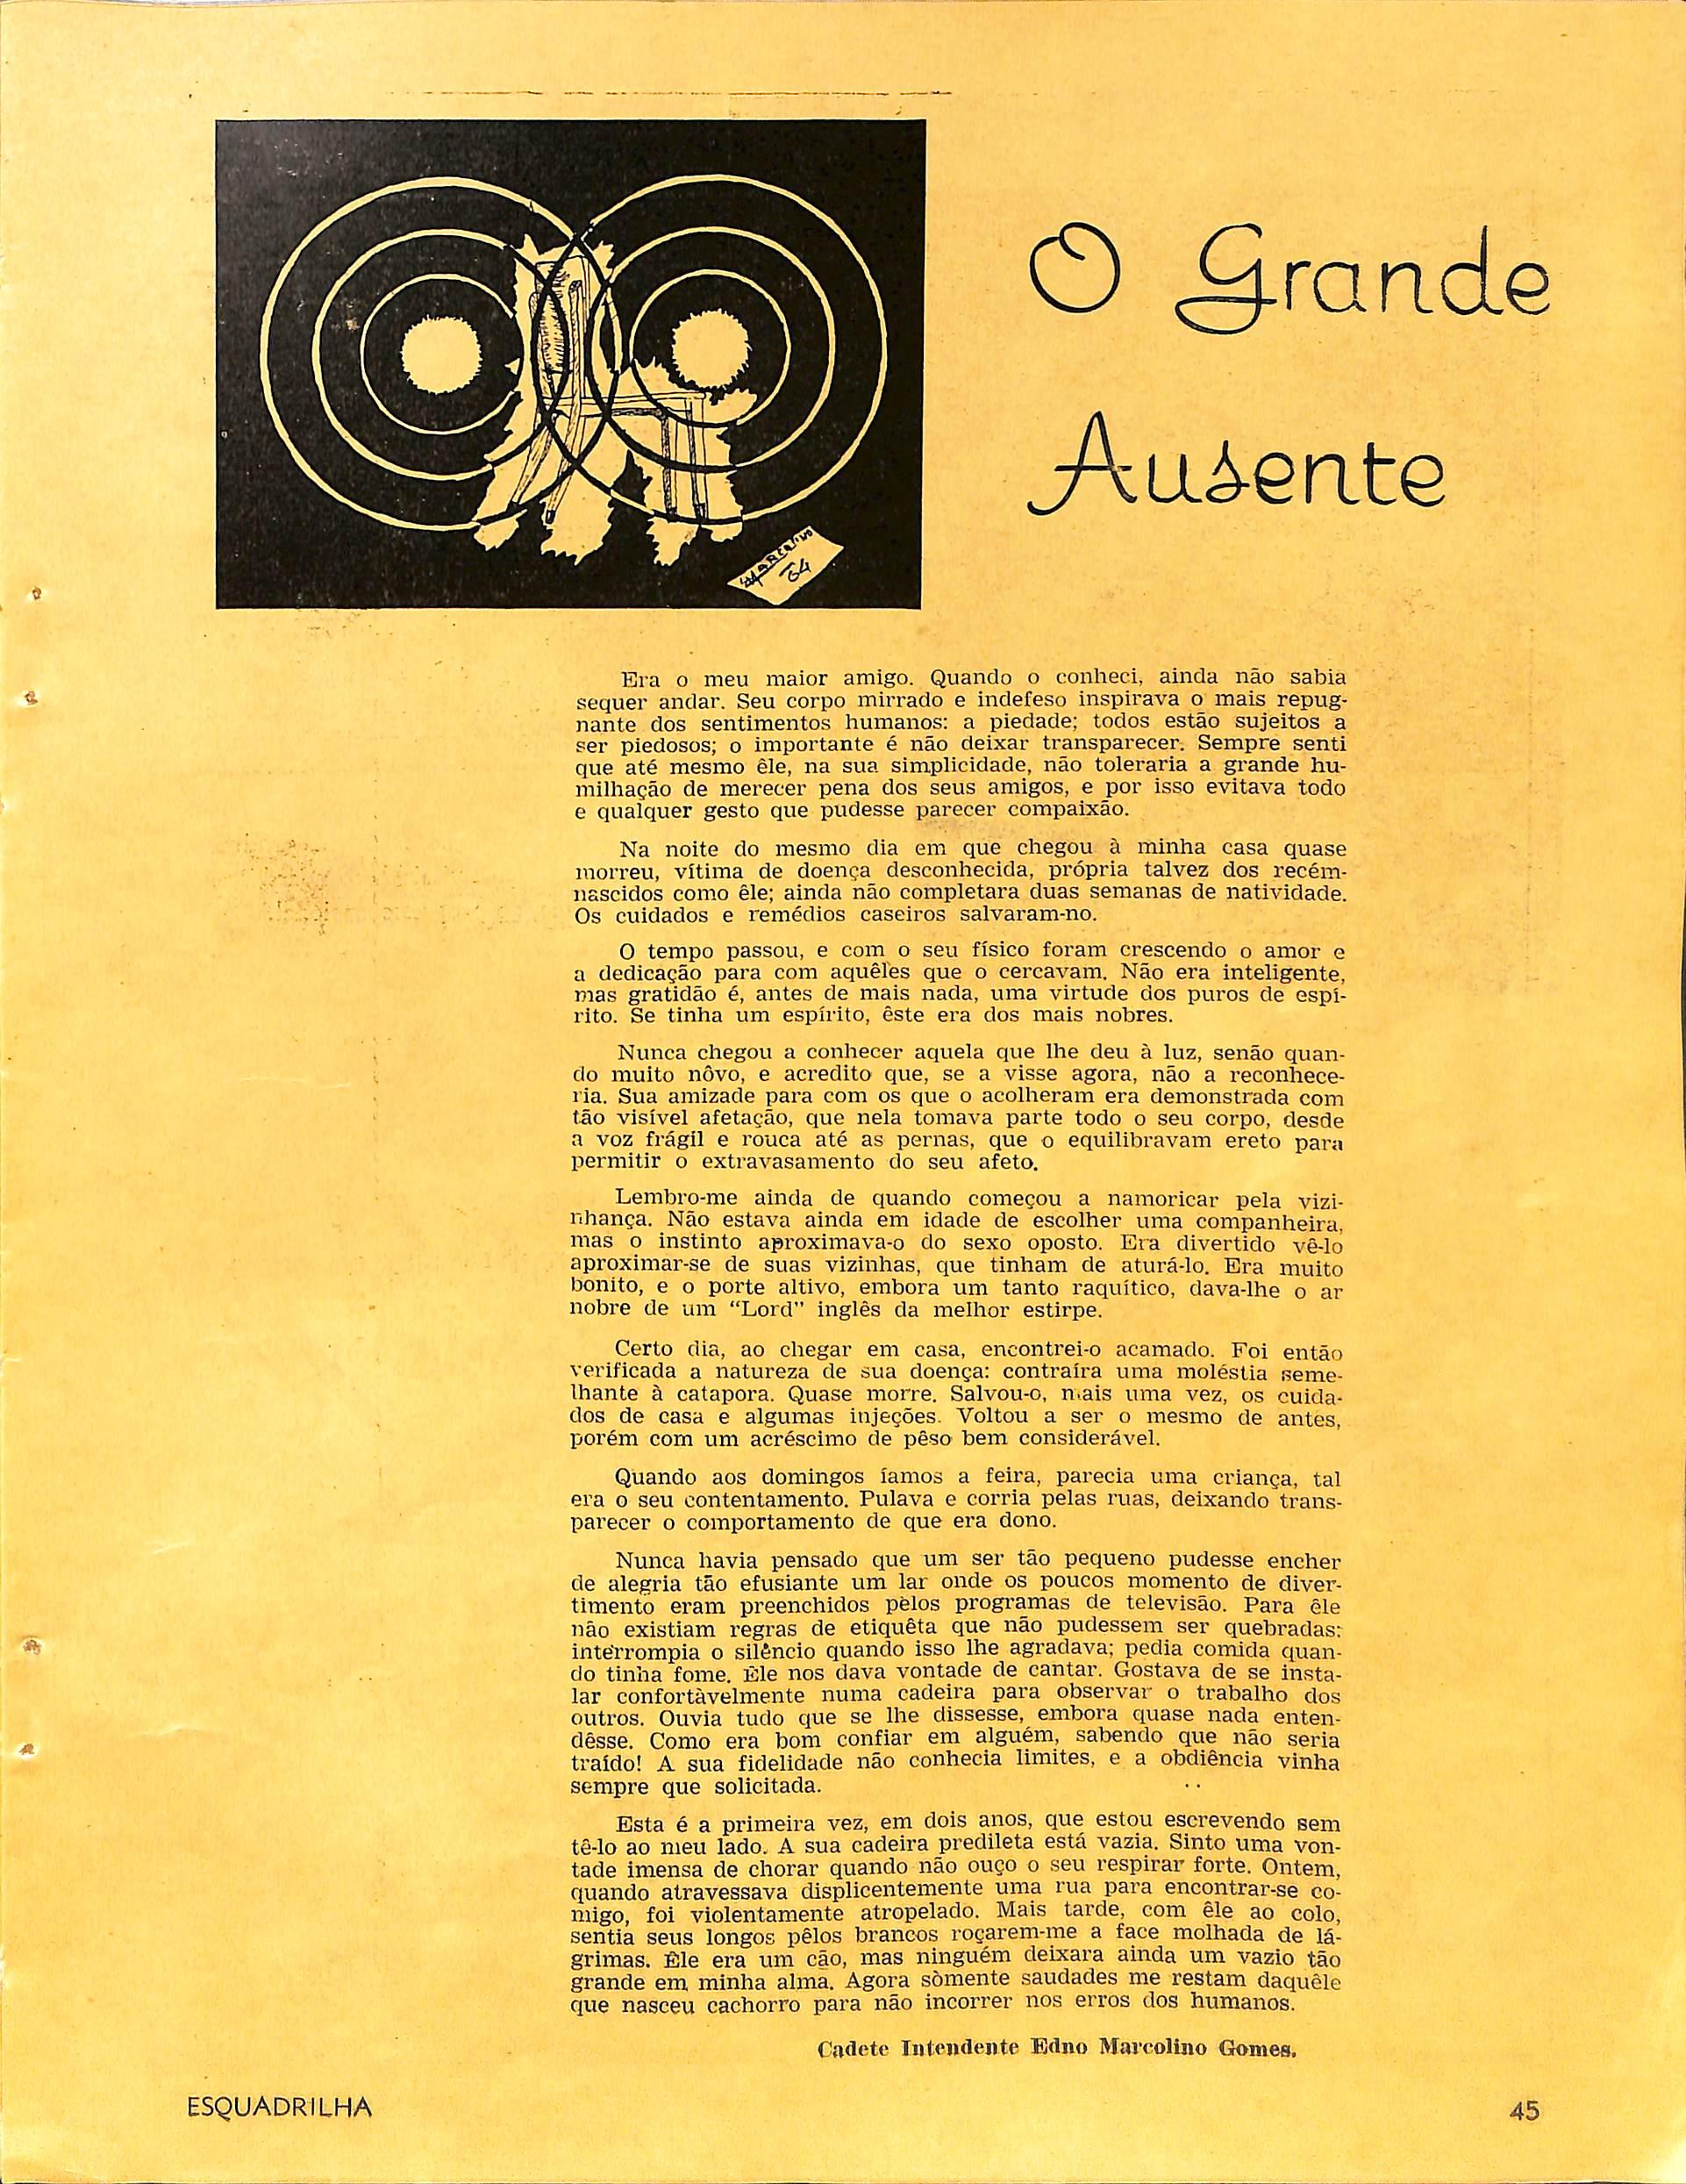 MARCOLINO
64
O Grande
Ausente
Era o meu maior amigo. Quando o conheci, ainda não sabia
sequer andar. Seu corpo mirrado e indefeso inspirava o mais repug-
nante dos sentimentos humanos: a piedade; todos estão sujeitos a
ser piedosos; o importante é não deixar transparecer. Sempre senti
que até mesmo êle, na sua simplicidade, não toleraria a grande hu-
milhação de merecer pena dos seus amigos, e por isso evitava todo
e qualquer gesto que pudesse parecer compaixão.
Na noite do mesmo dia em que chegou à minha casa quase
morreu, vítima de doença desconhecida, própria talvez dos recém-
nascidos como êle; ainda não completara duas semanas de natividade.
Os cuidados e remédios caseiros salvaram-no.
O tempo passou, e com o seu físico foram crescendo o amor e
a dedicação para com aquêles que o cercavam. Não era inteligente,
mas gratidão é, antes de mais nada, uma virtude dos puros de espí-
rito. Se tinha um espírito, êste era dos mais nobres.
Nunca chegou a conhecer aquela que lhe deu à luz, senão quan-
do muito nôvo, e acredito que, se a visse agora, não a reconhece-
ria. Sua amizade para com os que o acolheram era demonstrada com
tão visível afetação, que nela tomava parte todo o seu corpo, desde
a voz frágil e rouca até as pernas, que o equilibravam ereto para
permitir o extravasamento do seu afeto.
Lembro-me ainda de quando começou a namoricar pela vizi-
nhança. Não estava ainda em idade de escolher uma companheira,
mas o instinto aproximava-o do sexo oposto. Era divertido vê-lo
aproximar-se de suas vizinhas, que tinham de aturá-lo. Era muito
bonito, e o porte altivo, embora um tanto raquítico, dava-lhe o ar
nobre de um “Lord” inglês da melhor estirpe.
Certo dia, ao chegar em casa, encontrei-o acamado. Foi então
verificada a natureza de sua doença: contraíra uma moléstia seme-
lhante à catapora. Quase morre. Salvou-o, mais uma vez, os cuida-
dos de casa e algumas injeções. Voltou a ser o mesmo de antes,
porém com um acréscimo de pêso bem considerável.
Quando aos domingos íamos a feira, parecia uma criança, tal
era o seu contentamento. Pulava e corria pelas ruas, deixando trans-
parecer o comportamento de que era dono.
Nunca havia pensado que um ser tão pequeno pudesse encher
de alegria tão efusiante um lar onde os poucos momento de diver-
timento eram preenchidos pelos programas de televisão. Para êle
não existiam regras de etiquêta que não pudessem ser quebradas:
interrompia o silêncio quando isso lhe agradava; pedia comida quan-
do tinha fome. Êle nos dava vontade de cantar. Gostava de se insta-
lar confortàvelmente numa cadeira para observar o trabalho dos
outros. Ouvia tudo que se lhe dissesse, embora quase nada enten-
dêsse. Como era bom confiar em alguém, sabendo que não seria
traído! A sua fidelidade não conhecia limites, e a obdiência vinha
sempre que solicitada.
Esta é a primeira vez, em dois anos, que estou escrevendo sem
tê-lo ao meu lado. A sua cadeira predileta está vazia. Sinto uma von-
tade imensa de chorar quando não ouço o seu respirar forte. Ontem,
quando atravessava displicentemente uma rua para encontrar-se co-
migo, foi violentamente atropelado. Mais tarde, com êle ao colo,
sentia seus longos pêlos brancos roçarem-me a face molhada de lá-
grimas. Êle era um cão, mas ninguém deixara ainda um vazio tão
grande em minha alma. Agora sòmente saudades me restam daquêle
que nasceu cachorro para não incorrer nos erros dos humanos.
Cadete Intendente Edno Marcolino Gomes.
ESQUADRILHA
45